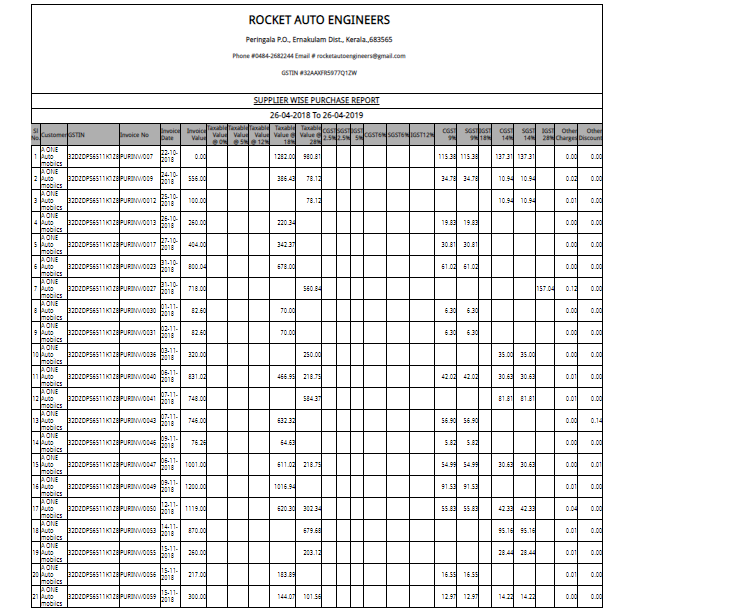 ROCKET AUTO ENGINEERS
Peringala P.O., Ernakulam Dist., Kerala.,683565
Phone #0484-2682244 Email # rocketautoengineers@gmail.com
GSTIN #32AAXFR5977Q1ZW
SUPPLIER WISE PURCHASE REPORT
26-04-2018 To 26-04-2019
Sl No. Customer GSTIN Invoice No Invoice Date Invoice Value Taxable Value @ 0% Taxable Value @ 5% Taxable Value @ 12% Taxable Value @ 18% Taxable Value @ 28% CGST 2.5% SGST 2.5% IGST 5% CGST6% SGST6% IGST12% CGST 9% SGST 9% IGST 18% CGST 14% SGST 14% IGST 28% Other Charges Other Discount
1 A ONE Auto mobiles 32DZDPS6511K1Z8 PURINV/007 22-10-2018 0.00 1282.00 980.81 115.38 115.38 137.31 137.31 0.00 0.00
2 A ONE Auto mobiles 32DZDPS6511K1Z8 PURINV/009 24-10-2018 556.00 386.43 78.12 34.78 34.78 10.94 10.94 0.02 0.00
3 A ONE Auto mobiles 32DZDPS6511K1Z8 PURINV/0012 25-10-2018 100.00 78.12 10.94 10.94 0.01 0.00
4 A ONE Auto mobiles 32DZDPS6511K1Z8 PURINV/0013 26-10-2018 260.00 220.34 19.83 19.83 0.00 0.00
5 A ONE Auto mobiles 32DZDPS6511K1Z8 PURINV/0017 27-10-2018 404.00 342.37 30.81 30.81 0.00 0.00
6 A ONE Auto mobiles 32DZDPS6511K1Z8 PURINV/0023 31-10-2018 800.04 678.00 61.02 61.02 0.00 0.00
7 A ONE Auto mobiles 32DZDPS6511K1Z8 PURINV/0027 31-10-2018 718.00 560.84 157.04 0.12 0.00
8 A ONE Auto mobiles 32DZDPS6511K1Z8 PURINV/0030 01-11-2018 82.60 70.00 6.30 6.30 0.00 0.00
9 A ONE Auto mobiles 32DZDPS6511K1Z8 PURINV/0031 02-11-2018 82.60 70.00 6.30 6.30 0.00 0.00
10 A ONE Auto mobiles 32DZDPS6511K1Z8 PURINV/0036 03-11-2018 320.00 250.00 35.00 35.00 0.00 0.00
11 A ONE Auto mobiles 32DZDPS6511K1Z8 PURINV/0040 06-11-2018 831.02 466.95 218.75 42.02 42.02 30.63 30.63 0.01 0.00
12 A ONE Auto mobiles 32DZDPS6511K1Z8 PURINV/0041 07-11-2018 748.00 584.37 81.81 81.81 0.01 0.00
13 A ONE Auto mobiles 32DZDPS6511K1Z8 PURINV/0043 07-11-2018 746.00 632.32 56.90 56.90 0.00 0.14
14 A ONE Auto mobiles 32DZDPS6511K1Z8 PURINV/0046 09-11-2018 76.26 64.63 5.82 5.82 0.00 0.00
15 A ONE Auto mobiles 32DZDPS6511K1Z8 PURINV/0047 06-11-2018 1001.00 611.02 218.75 54.99 54.99 30.63 30.63 0.00 0.01
16 A ONE Auto mobiles 32DZDPS6511K1Z8 PURINV/0049 09-11-2018 1200.00 1016.94 91.53 91.53 0.00 0.00
17 A ONE Auto mobiles 32DZDPS6511K1Z8 PURINV/0050 12-11-2018 1119.00 620.30 302.34 55.83 55.83 42.33 42.33 0.04 0.00
18 A ONE Auto mobiles 32DZDPS6511K1Z8 PURINV/0053 14-11-2018 870.00 679.68 95.16 95.16 0.01 0.00
19 A ONE Auto mobiles 32DZDPS6511K1Z8 PURINV/0055 15-11-2018 260.00 203.12 28.44 28.44 0.01 0.00
20 A ONE Auto mobiles 32DZDPS6511K1Z8 PURINV/0056 15-11-2018 217.00 183.89 16.55 16.55 0.01 0.00
21 A ONE Auto mobiles 32DZDPS6511K1Z8 PURINV/0059 15-11-2018 300.00 144.07 101.56 12.97 12.97 14.22 14.22 0.00 0.00